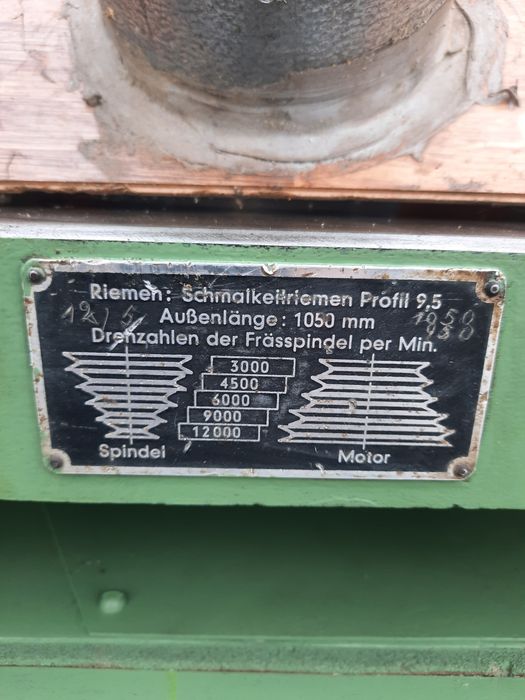 Riemen: Schmalkeilriemen Profil 9,5
Außenlänge: 1050 mm
1050
Drehzahlen der Frässpindel per Min.
3000
4500
6000
9000
12000
Spindel
Motor